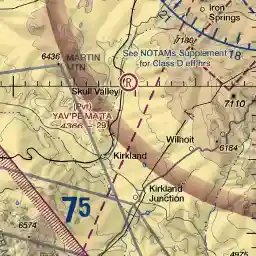 Iron
Springs
21
7180
See NOTAMs Supplement
for Class D eff hrs
6436
MARTIN
MTN
R
Skull Valley
7110
(Pvt)
YAV'PE MA'TA
4366 - 29
Wilhoit
6184
Kirkland
Kirkland
Junction
75
6574
4975